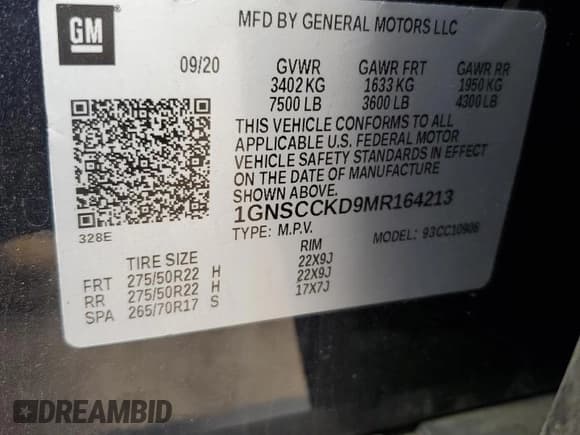 GM
MFD BY GENERAL MOTORS LLC
09/20 GVWR GAWR FRT GAWR RR
3402 KG 1633 KG 1950 KG
7500 LB 3600 LB 4300 LB
THIS VEHICLE CONFORMS TO ALL
APPLICABLE U.S. FEDERAL MOTOR
VEHICLE SAFETY STANDARDS IN EFFECT
ON THE DATE OF MANUFACTURE
SHOWN ABOVE.
1GNSCCKD9MR164213
328E
TYPE: M.P.V. MODEL: 93CC10906
TIRE SIZE RIM
FRT 275/50R22 H 22X9J
RR 275/50R22 H 22X9J
SPA 265/70R17 S 17X7J
DREAMBID